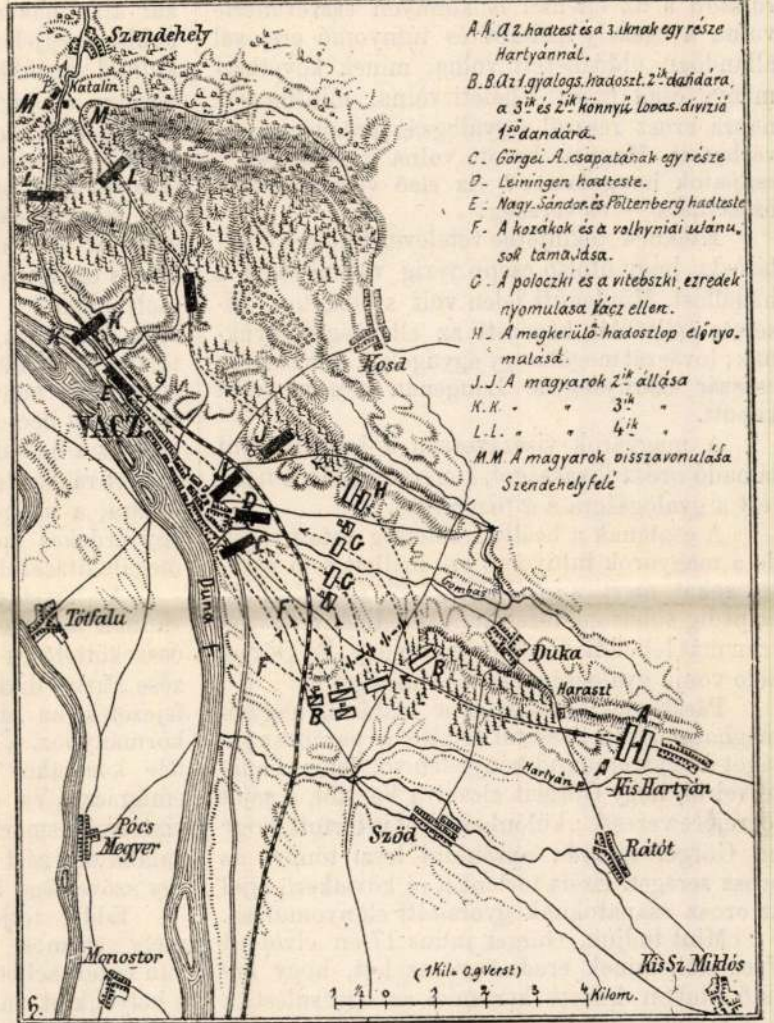 A.A. a 2. hadtest és a 3. iknak egy része
Hartyánnál.
B.B. Az 1. gyalogs. hadoszt. 2ik dandára,
a 3ik és 2ik könnyű lovas. divizió
1ső dandára.
C - Görgei A. csapatának egy része
D - Leiningen hadteste.
E - Nagy-Sándor és Pöltenberg hadteste
F - A kozákok és a volhyniai ulánu-
sok támadása.
G - A poloczki és a vitebszki ezredek
nyomulása Vácz ellen.
H - A megkerülő hadoszlop előnyo-
mulása.
J.J. A magyarok 2ik állása
K.K. " " 3ik "
L.L. " " 4ik "
M.M. A magyarok visszavonulása
Szendehely felé
Szendehely
Katalin
M
M
L
L
K
K
Kosd
E
VÁCZ
J
J
H
D
G
C
G
Gombás
Duna f.
Tótfalu
F
F
Duka
B
B
Haraszt
A
A
Hartyán p.
Kis Hartyán
Pócs
Megyer
Sződ
Rátót
Monostor
Kis Sz. Miklós
(1 Kil = 0.9 Verst)
1 ½ 0 1 2 3 4 Kilom.